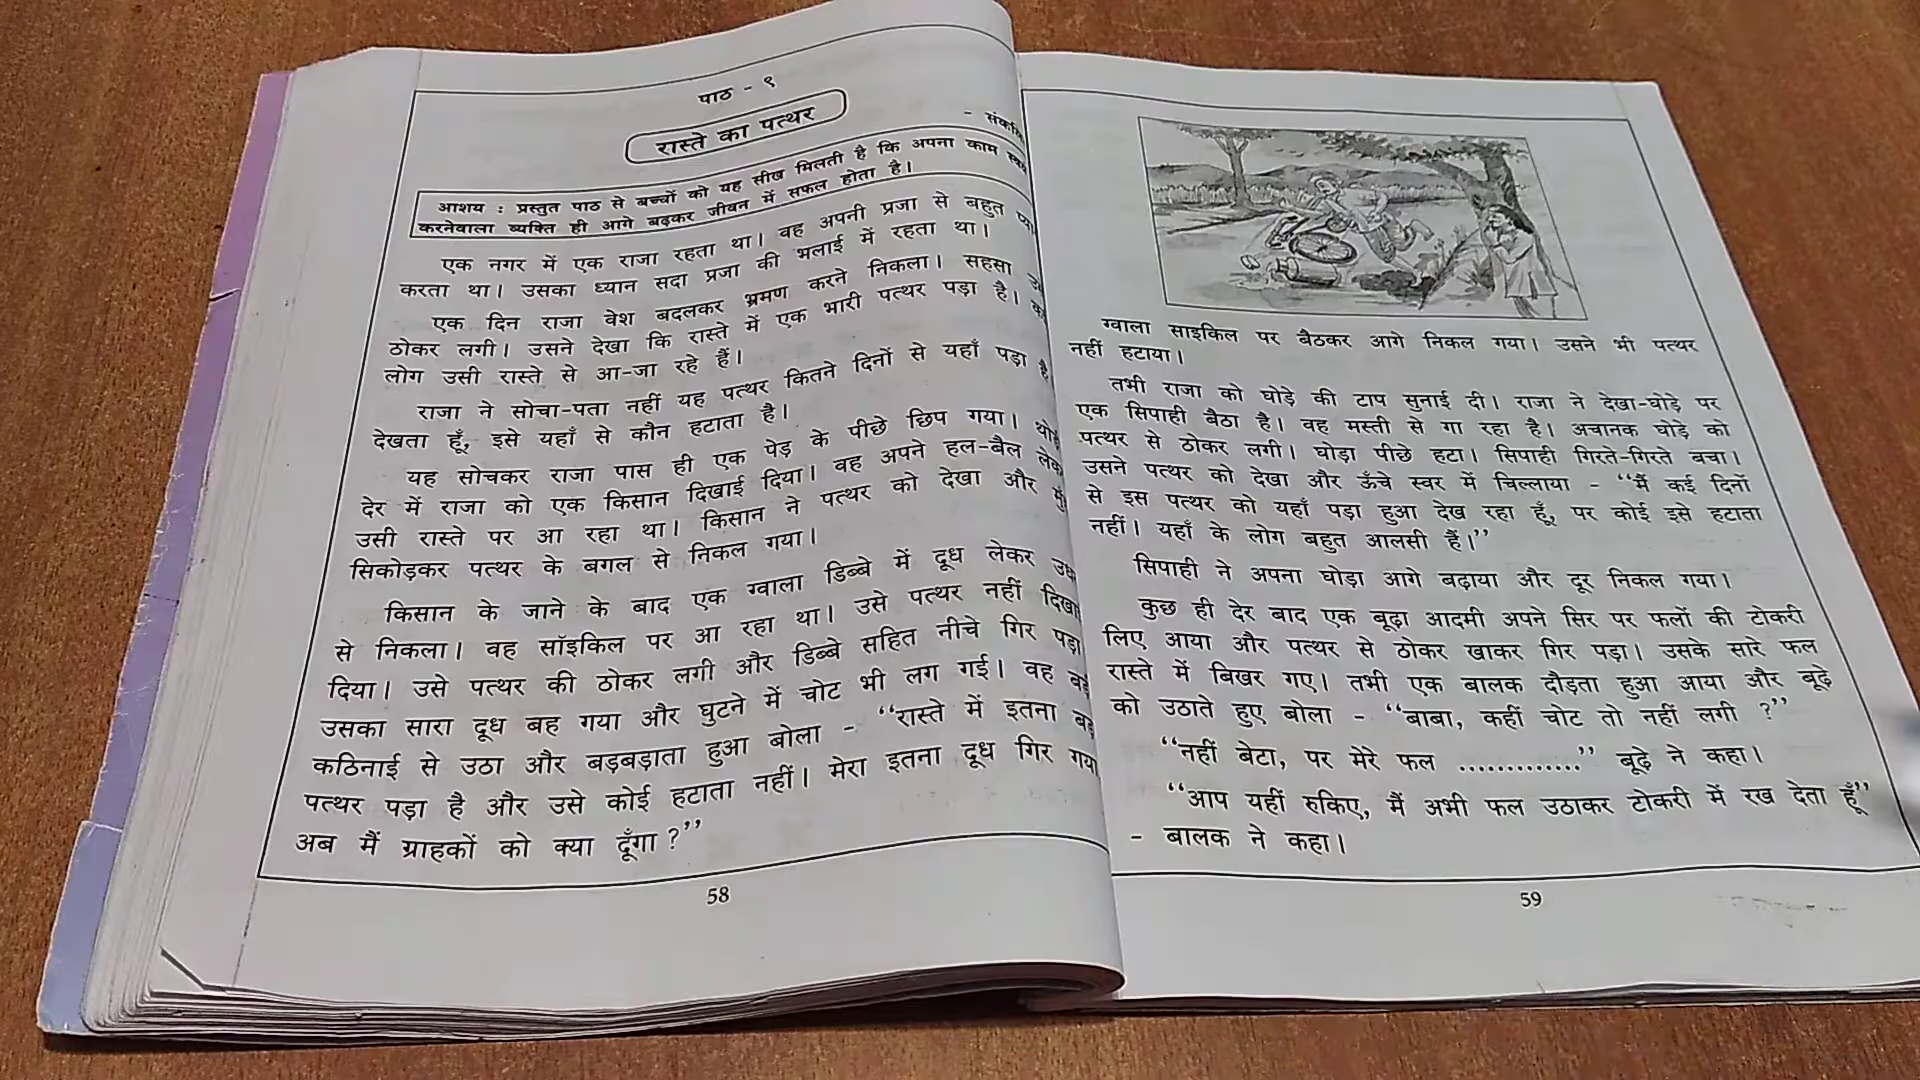 पाठ - ९
रास्ते का पत्थर
आशय : प्रस्तुत पाठ से बच्चों को यह सीख मिलती है कि अपना काम
करनेवाला व्यक्ति ही आगे बढ़कर जीवन में सफल होता है।
एक नगर में एक राजा रहता था। वह अपनी प्रजा से बहुत
करता था। उसका ध्यान सदा प्रजा की भलाई में रहता था।
एक दिन राजा वेश बदलकर भ्रमण करने निकला। सहसा
ठोकर लगी। उसने देखा कि रास्ते में एक भारी पत्थर पड़ा है।
लोग उसी रास्ते से आ-जा रहे हैं।
राजा ने सोचा-पता नहीं यह पत्थर कितने दिनों से यहाँ पड़ा है
देखता हूँ, इसे यहाँ से कौन हटाता है।
यह सोचकर राजा पास ही एक पेड़ के पीछे छिप गया।
देर में राजा को एक किसान दिखाई दिया। वह अपने हल-बैल
उसी रास्ते पर आ रहा था। किसान ने पत्थर को देखा और
सिकोड़कर पत्थर के बगल से निकल गया।
किसान के जाने के बाद एक ग्वाला डिब्बे में दूध लेकर
से निकला। वह सॉइकिल पर आ रहा था। उसे पत्थर नहीं
दिया। उसे पत्थर की ठोकर लगी और डिब्बे सहित नीचे गिर पड़ा
उसका सारा दूध बह गया और घुटने में चोट भी लग गई। वह
कठिनाई से उठा और बड़बड़ाता हुआ बोला - “रास्ते में इतना
पत्थर पड़ा है और उसे कोई हटाता नहीं। मेरा इतना दूध गिर गया
अब मैं ग्राहकों को क्या दूँगा ?”
58
ग्वाला साइकिल पर बैठकर आगे निकल गया। उसने भी पत्थर
नहीं हटाया।
तभी राजा को घोड़े की टाप सुनाई दी। राजा ने देखा-घोड़े पर
एक सिपाही बैठा है। वह मस्ती से गा रहा है। अचानक घोड़े को
पत्थर से ठोकर लगी। घोड़ा पीछे हटा। सिपाही गिरते-गिरते बचा।
उसने पत्थर को देखा और ऊँचे स्वर में चिल्लाया - “मैं कई दिनों
से इस पत्थर को यहाँ पड़ा हुआ देख रहा हूँ, पर कोई इसे हटाता
नहीं। यहाँ के लोग बहुत आलसी हैं।”
सिपाही ने अपना घोड़ा आगे बढ़ाया और दूर निकल गया।
कुछ ही देर बाद एक बूढ़ा आदमी अपने सिर पर फलों की टोकरी
लिए आया और पत्थर से ठोकर खाकर गिर पड़ा। उसके सारे फल
रास्ते में बिखर गए। तभी एक बालक दौड़ता हुआ आया और बूढ़े
को उठाते हुए बोला - “बाबा, कहीं चोट तो नहीं लगी ?”
“नहीं बेटा, पर मेरे फल .............” बूढ़े ने कहा।
“आप यहीं रुकिए, मैं अभी फल उठाकर टोकरी में रख देता हूँ”
- बालक ने कहा।
59